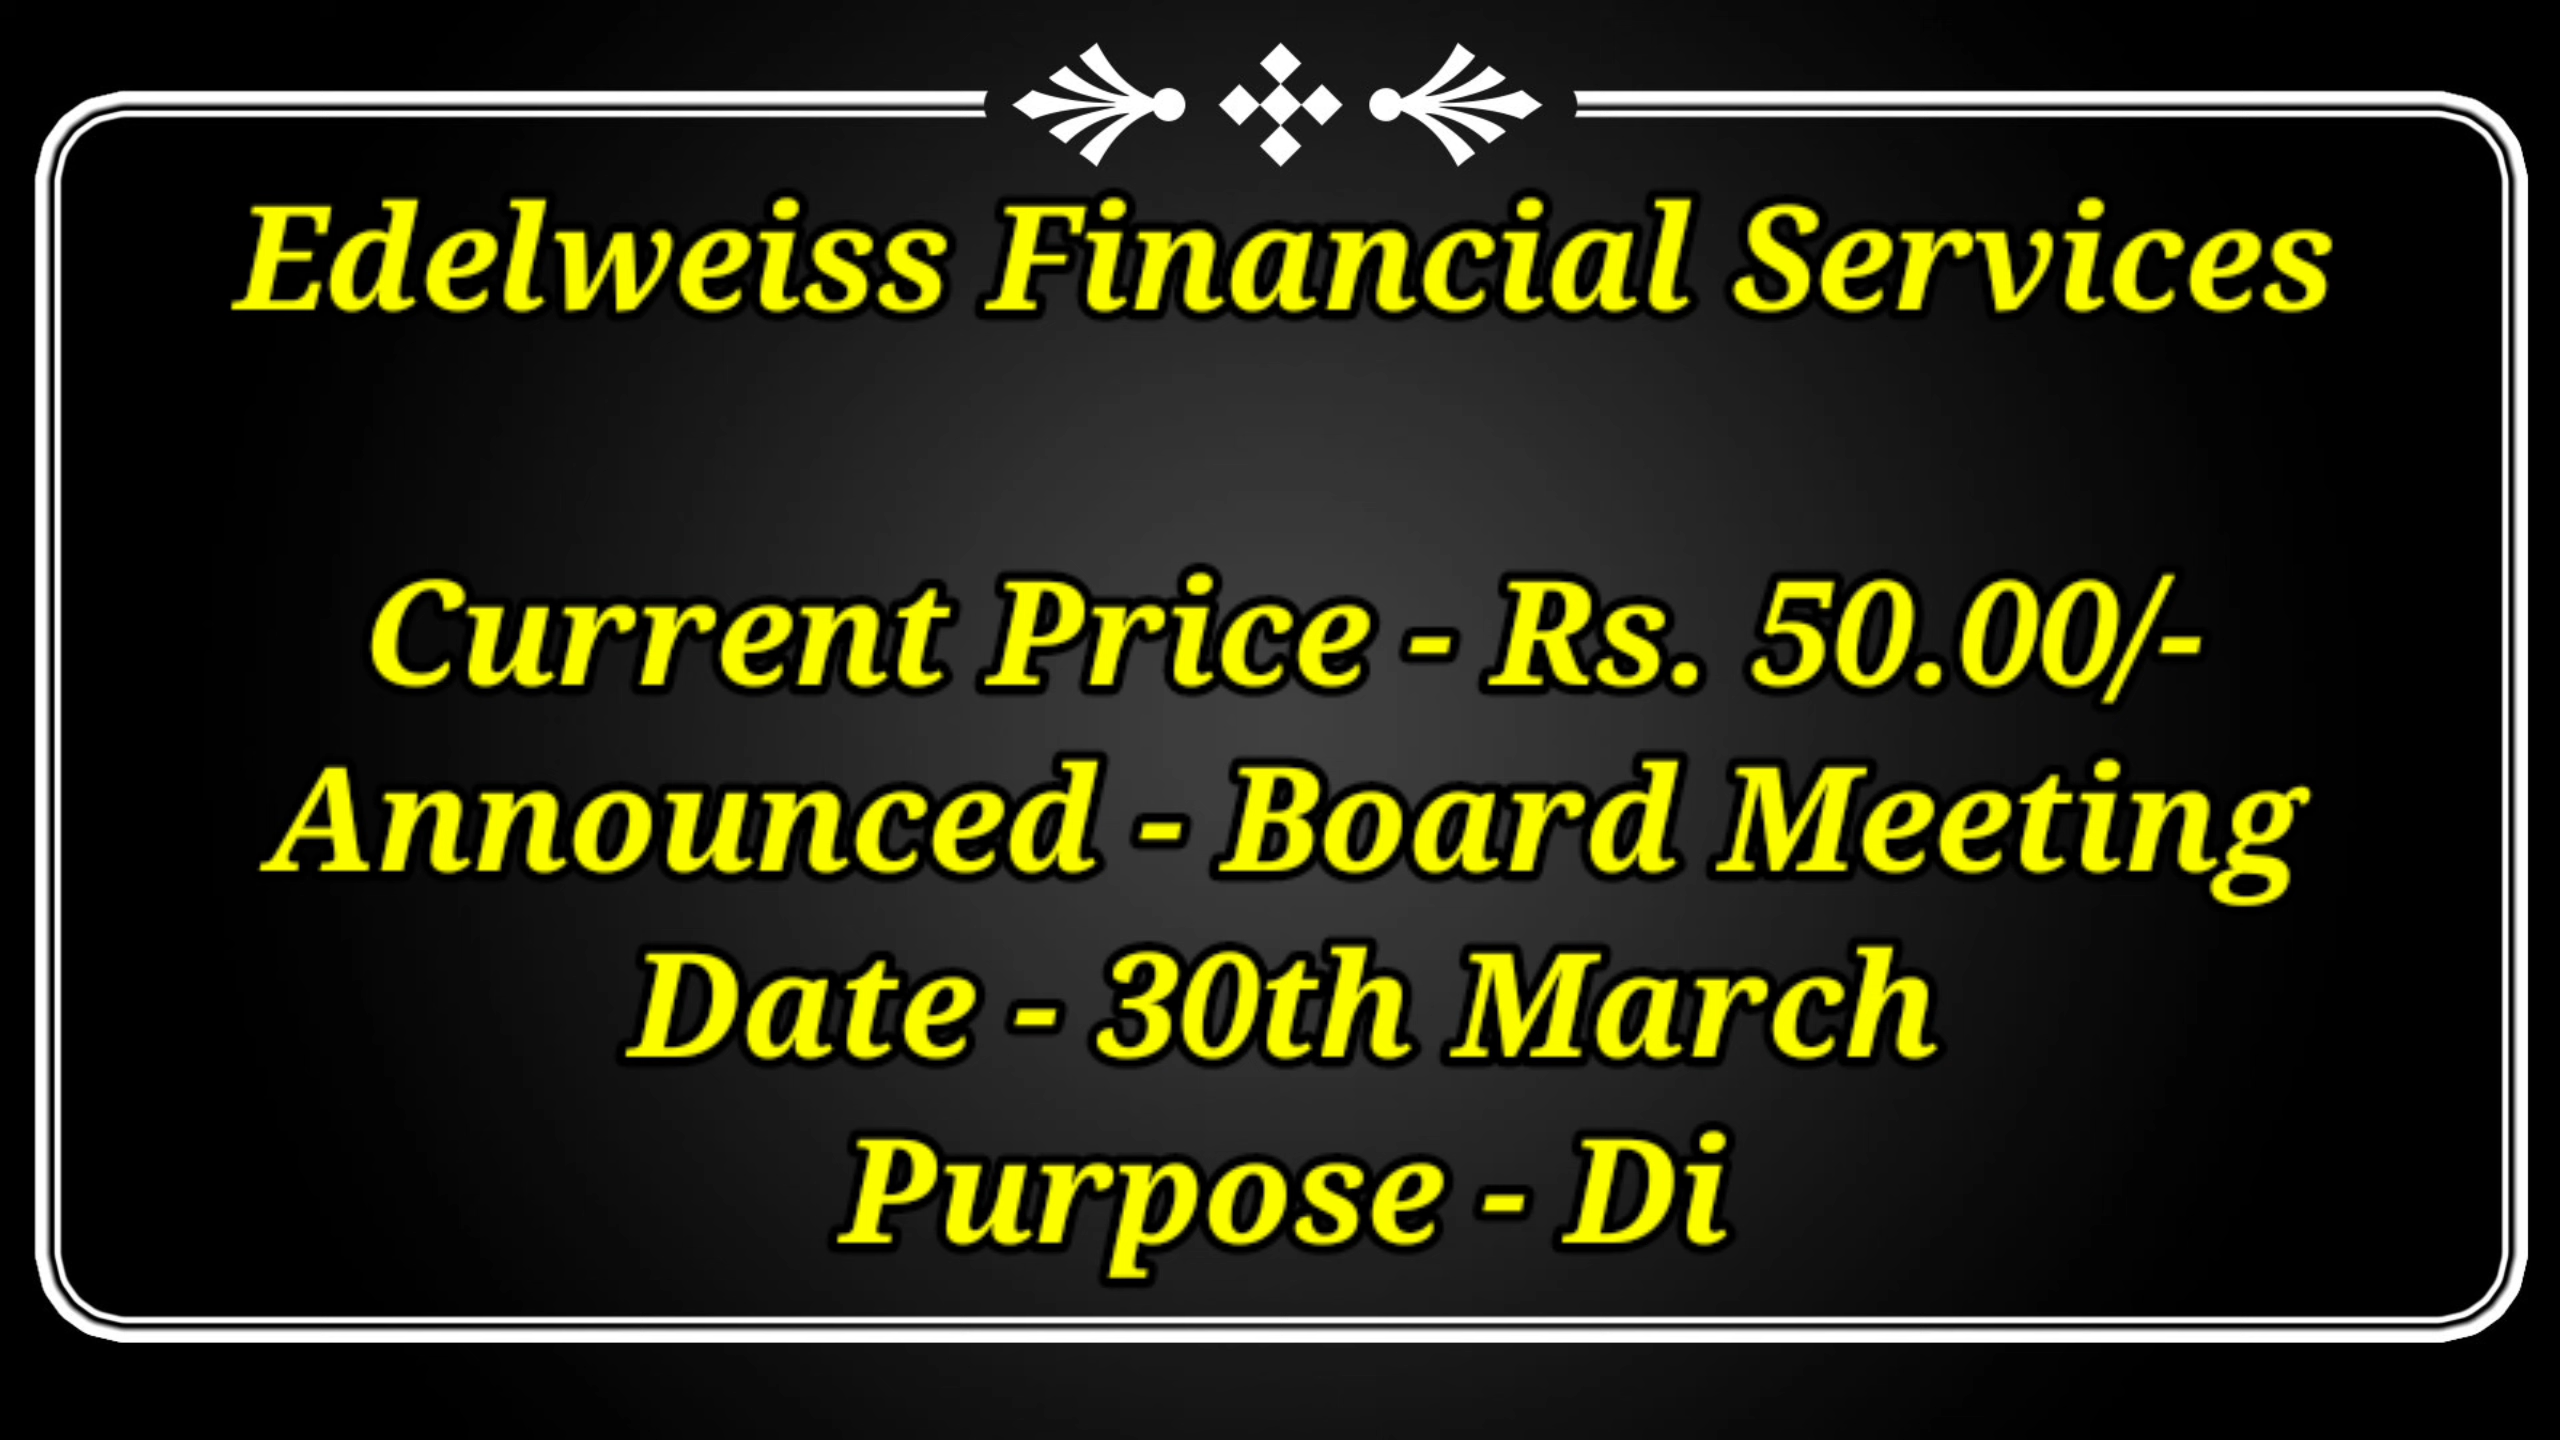 Edelweiss Financial Services
Current Price - Rs. 50.00/-
Announced - Board Meeting
Date - 30th March
Purpose - Di